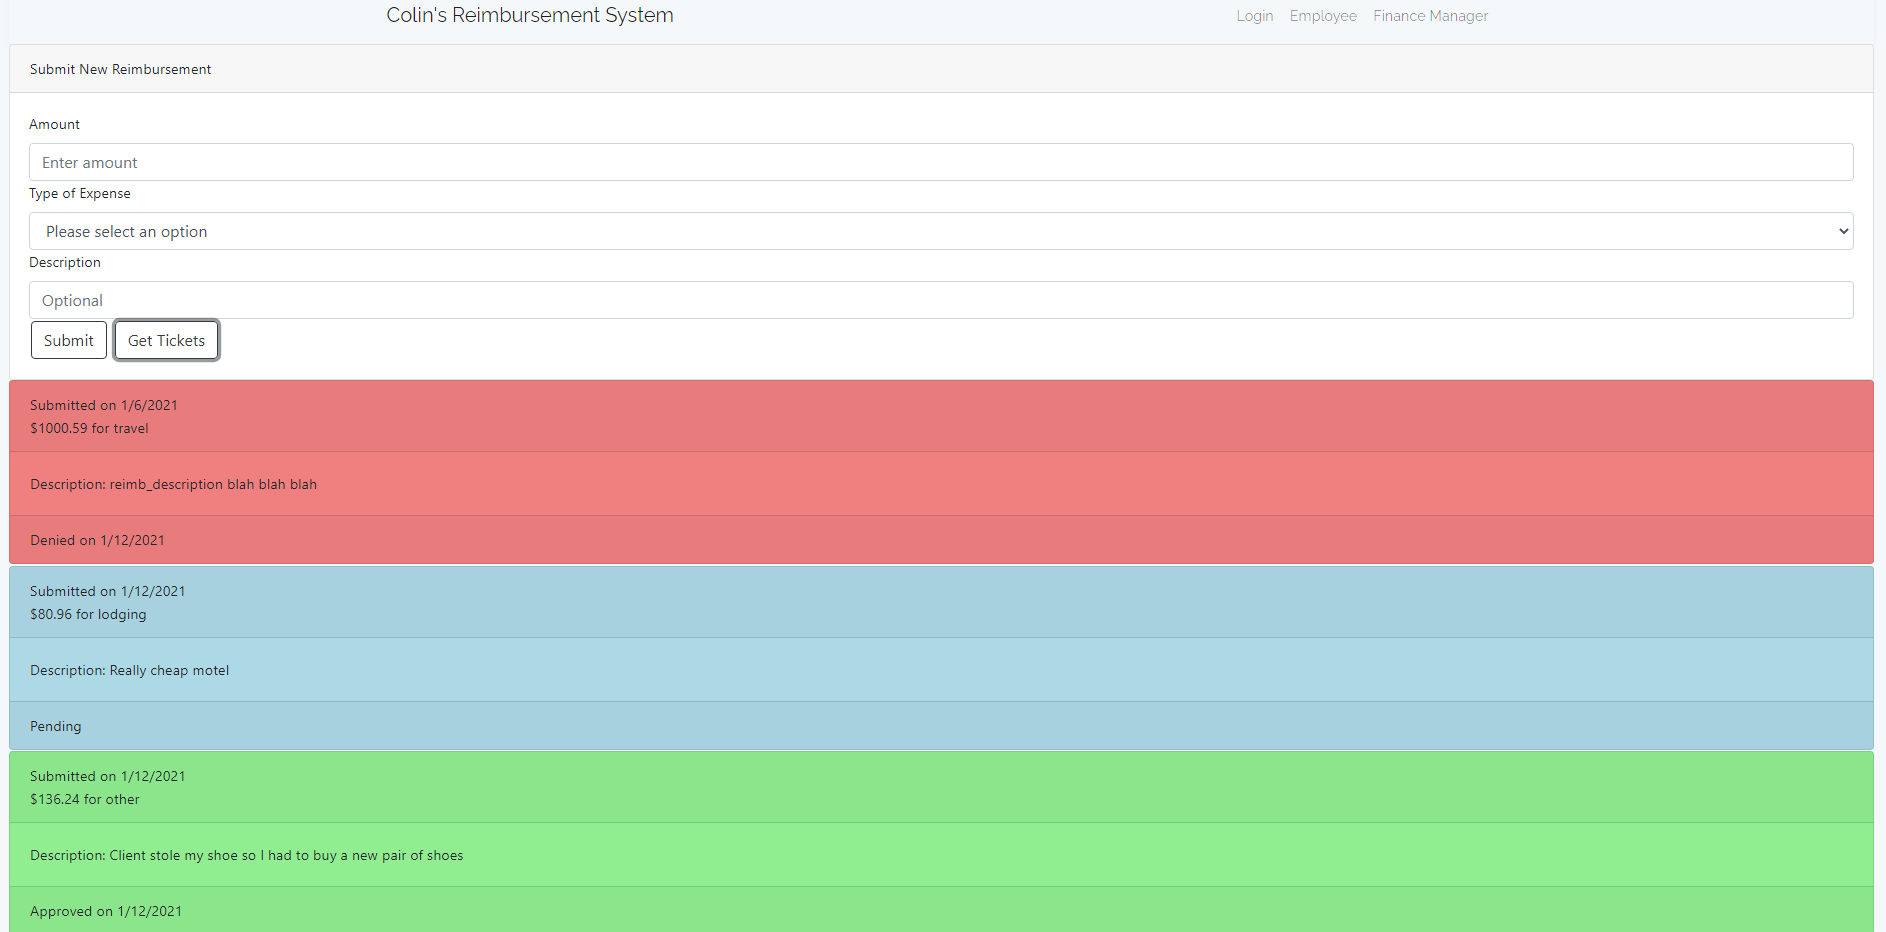 Colin's Reimbursement System
Login Employee Finance Manager
Submit New Reimbursement
Amount
Enter amount
Type of Expense
Please select an option
Description
Optional
Submit Get Tickets
Submitted on 1/6/2021
$1000.59 for travel
Description: reimb_description blah blah blah
Denied on 1/12/2021
Submitted on 1/12/2021
$80.96 for lodging
Description: Really cheap motel
Pending
Submitted on 1/12/2021
$136.24 for other
Description: Client stole my shoe so I had to buy a new pair of shoes
Approved on 1/12/2021